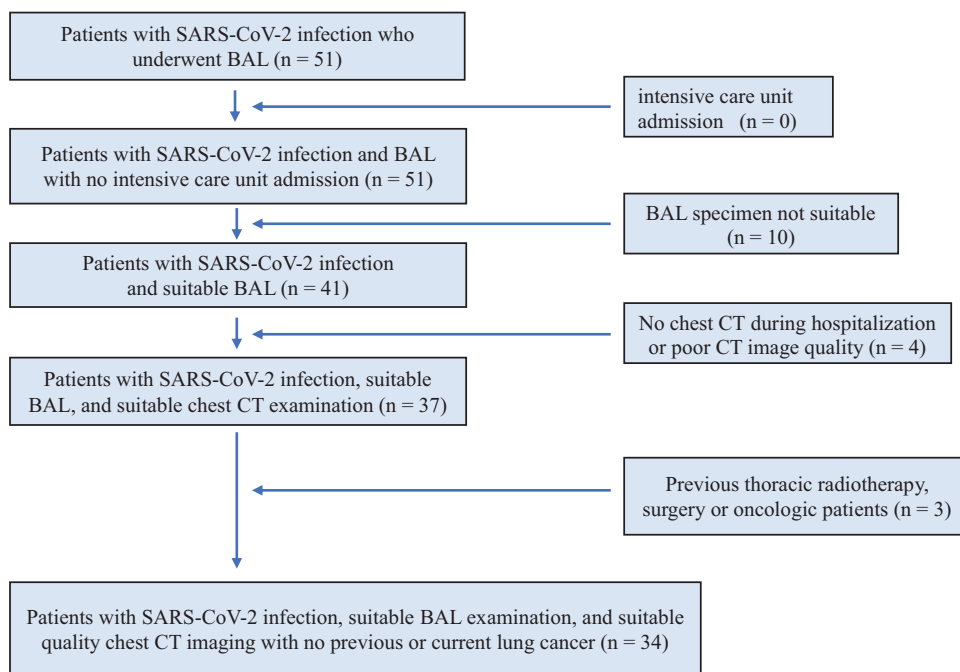 Patients with SARS-CoV-2 infection who
underwent BAL (n = 51)
intensive care unit
admission (n = 0)
Patients with SARS-CoV-2 infection and BAL
with no intensive care unit admission (n = 51)
BAL specimen not suitable
(n = 10)
Patients with SARS-CoV-2 infection
and suitable BAL (n = 41)
No chest CT during hospitalization
or poor CT image quality (n = 4)
Patients with SARS-CoV-2 infection, suitable
BAL, and suitable chest CT examination (n = 37)
Previous thoracic radiotherapy,
surgery or oncologic patients (n = 3)
Patients with SARS-CoV-2 infection, suitable BAL examination, and suitable
quality chest CT imaging with no previous or current lung cancer (n = 34)